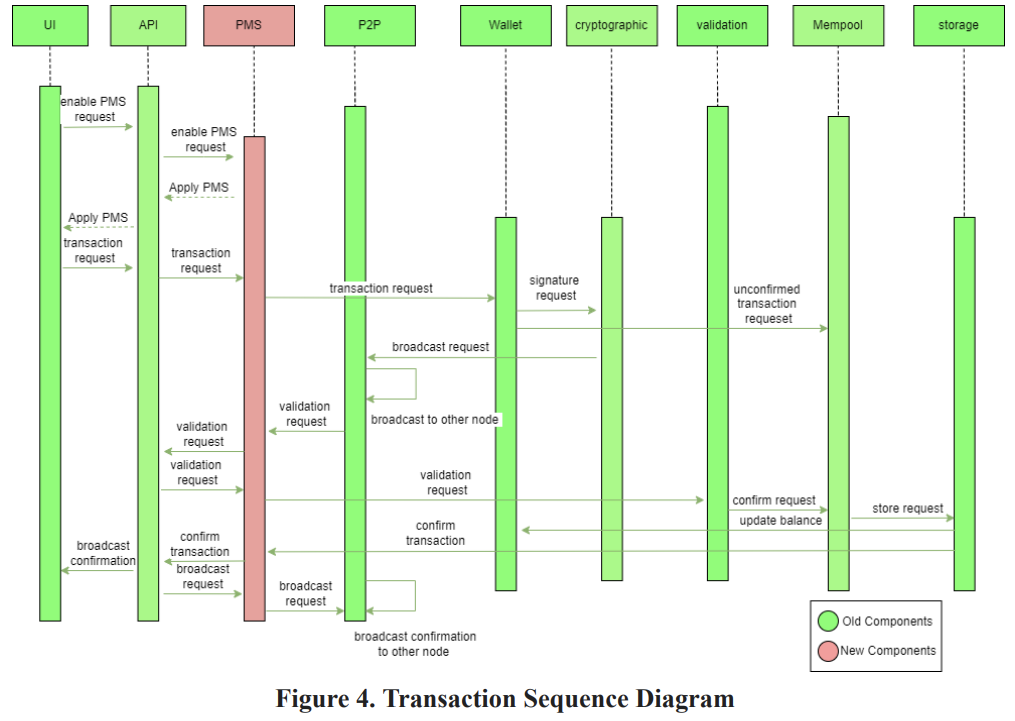 UI
API
PMS
P2P
Wallet
cryptographic
validation
Mempool
storage
enable PMS
request
enable PMS
request
Apply PMS
Apply PMS
transaction
request
transaction
request
transaction request
signature
request
unconfirmed
transaction
requeset
broadcast request
broadcast to other node
validation
request
validation
request
validation
request
validation
request
confirm request
store request
update balance
confirm
transaction
confirm
transaction
broadcast
confirmation
broadcast
request
broadcast
request
broadcast confirmation
to other node
Old Components
New Components
Figure 4. Transaction Sequence Diagram